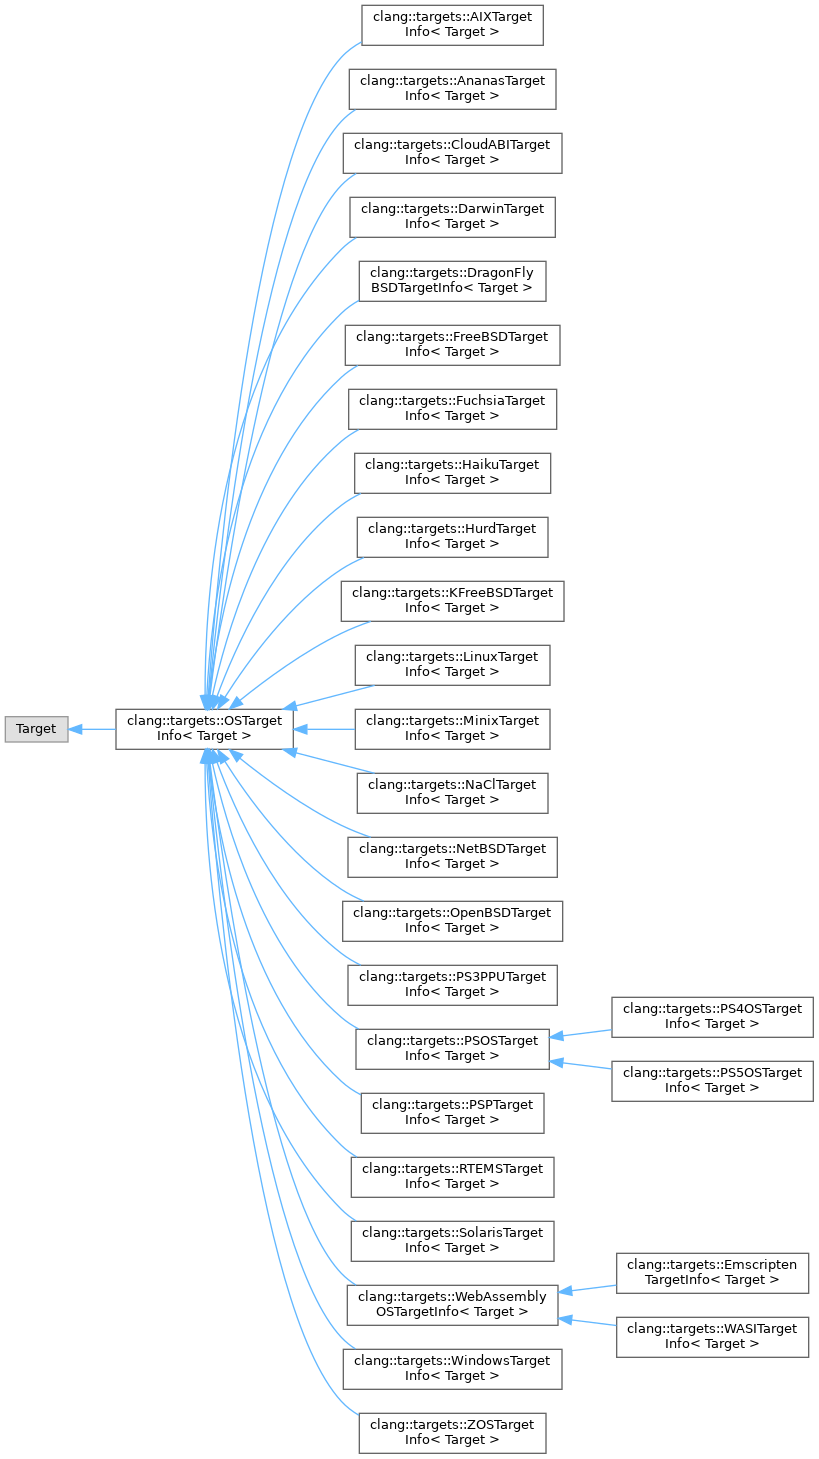 clang::targets::AIXTarget
Info< Target >
clang::targets::AnanasTarget
Info< Target >
clang::targets::CloudABITarget
Info< Target >
clang::targets::DarwinTarget
Info< Target >
clang::targets::DragonFly
BSDTargetInfo< Target >
clang::targets::FreeBSDTarget
Info< Target >
clang::targets::FuchsiaTarget
Info< Target >
clang::targets::HaikuTarget
Info< Target >
clang::targets::HurdTarget
Info< Target >
clang::targets::KFreeBSDTarget
Info< Target >
clang::targets::LinuxTarget
Info< Target >
Target
clang::targets::OSTarget
Info< Target >
clang::targets::MinixTarget
Info< Target >
clang::targets::NaClTarget
Info< Target >
clang::targets::NetBSDTarget
Info< Target >
clang::targets::OpenBSDTarget
Info< Target >
clang::targets::PS3PPUTarget
Info< Target >
clang::targets::PSOSTarget
Info< Target >
clang::targets::PS4OSTarget
Info< Target >
clang::targets::PS5OSTarget
Info< Target >
clang::targets::PSPTarget
Info< Target >
clang::targets::RTEMSTarget
Info< Target >
clang::targets::SolarisTarget
Info< Target >
clang::targets::WebAssembly
OSTargetInfo< Target >
clang::targets::Emscripten
TargetInfo< Target >
clang::targets::WASITarget
Info< Target >
clang::targets::WindowsTarget
Info< Target >
clang::targets::ZOSTarget
Info< Target >